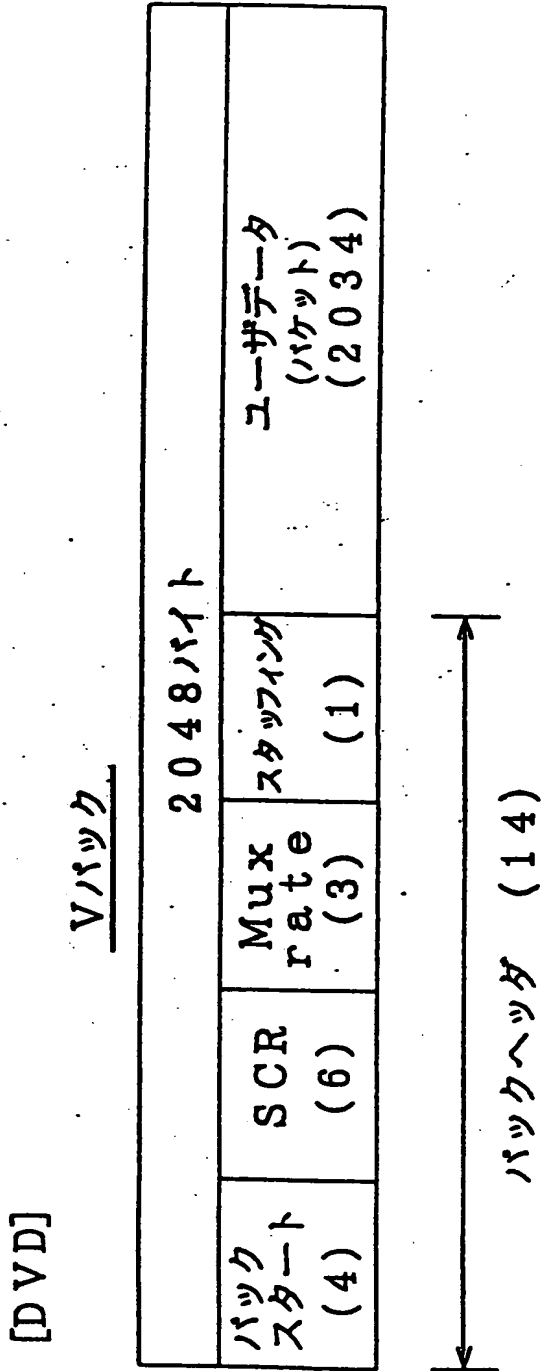 [DVD]
Vパック
2048バイト
パック
スタート
(4)
SCR
(6)
Mux
rate
(3)
スタッフィング
(1)
ユーザデータ
(パケット)
(2034)
パックヘッダ (14)